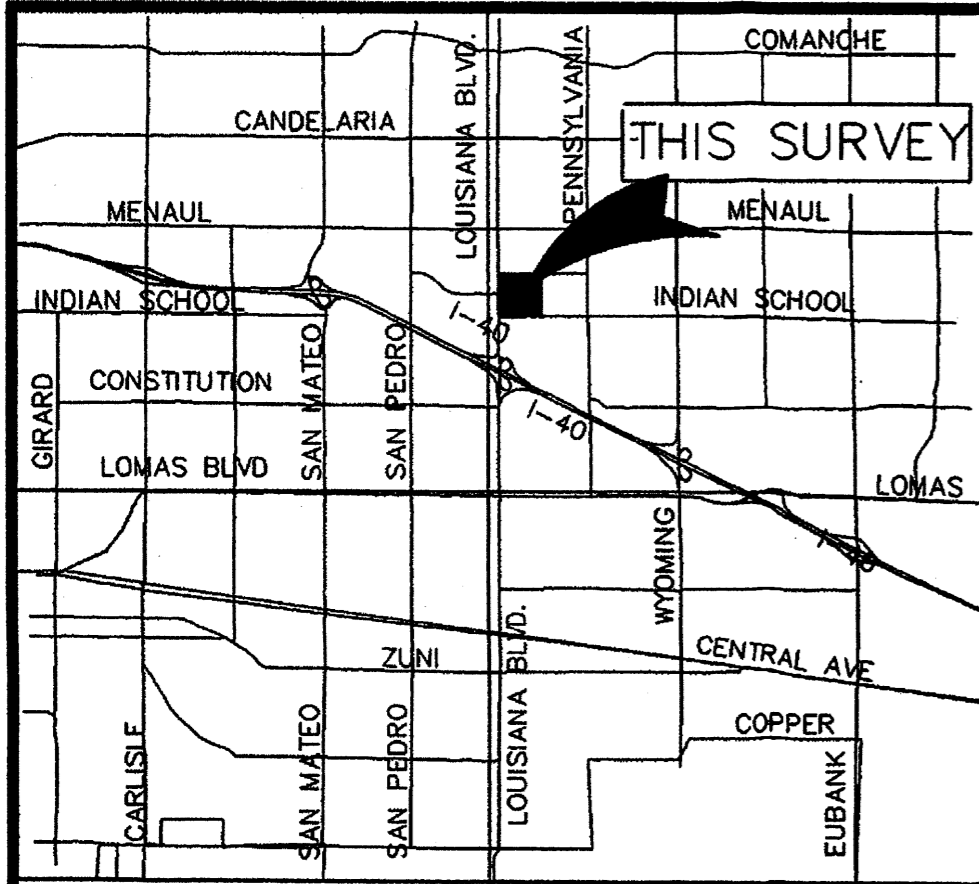 COMANCHE
LOUISIANA BLVD.
PENNSYLVANIA
CANDELARIA
THIS SURVEY
MENAUL
MENAUL
INDIAN SCHOOL
INDIAN SCHOOL
I-40
SAN MATEO
SAN PEDRO
GIRARD
CONSTITUTION
I-40
LOMAS BLVD
LOMAS
WYOMING
I-40
LOUISIANA BLVD.
ZUNI
CENTRAL AVE
CARLISLE
SAN MATEO
SAN PEDRO
COPPER
EUBANK